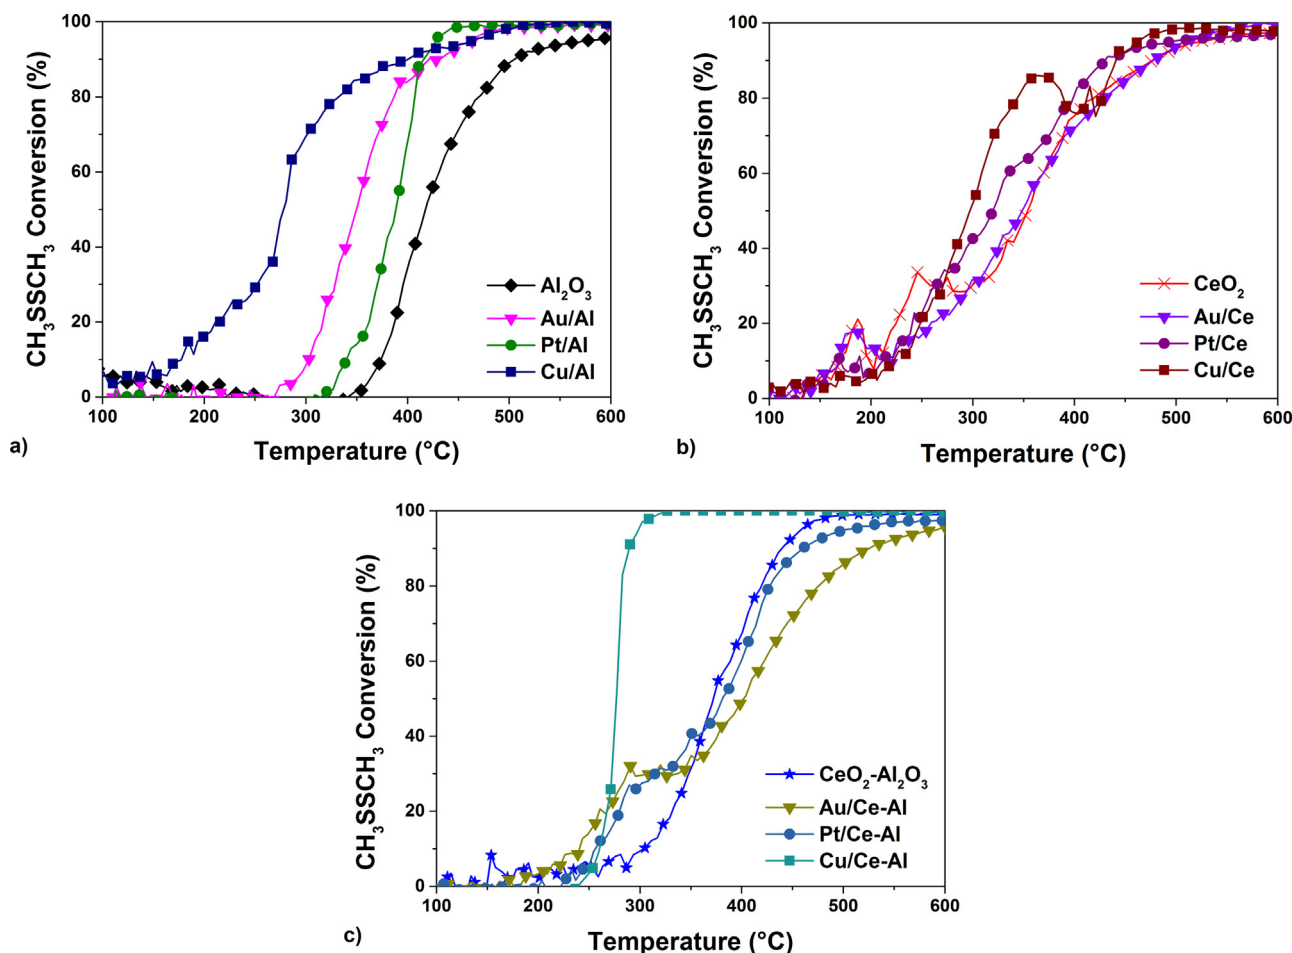 CH₃SSCH₃ Conversion (%)
100
80
60
40
20
0
100 200 300 400 500 600
Temperature (°C)
Al₂O₃
Au/Al
Pt/Al
Cu/Al
a)
CH₃SSCH₃ Conversion (%)
100
80
60
40
20
0
100 200 300 400 500 600
Temperature (°C)
CeO₂
Au/Ce
Pt/Ce
Cu/Ce
b)
CH₃SSCH₃ Conversion (%)
100
80
60
40
20
0
100 200 300 400 500 600
Temperature (°C)
CeO₂-Al₂O₃
Au/Ce-Al
Pt/Ce-Al
Cu/Ce-Al
c)